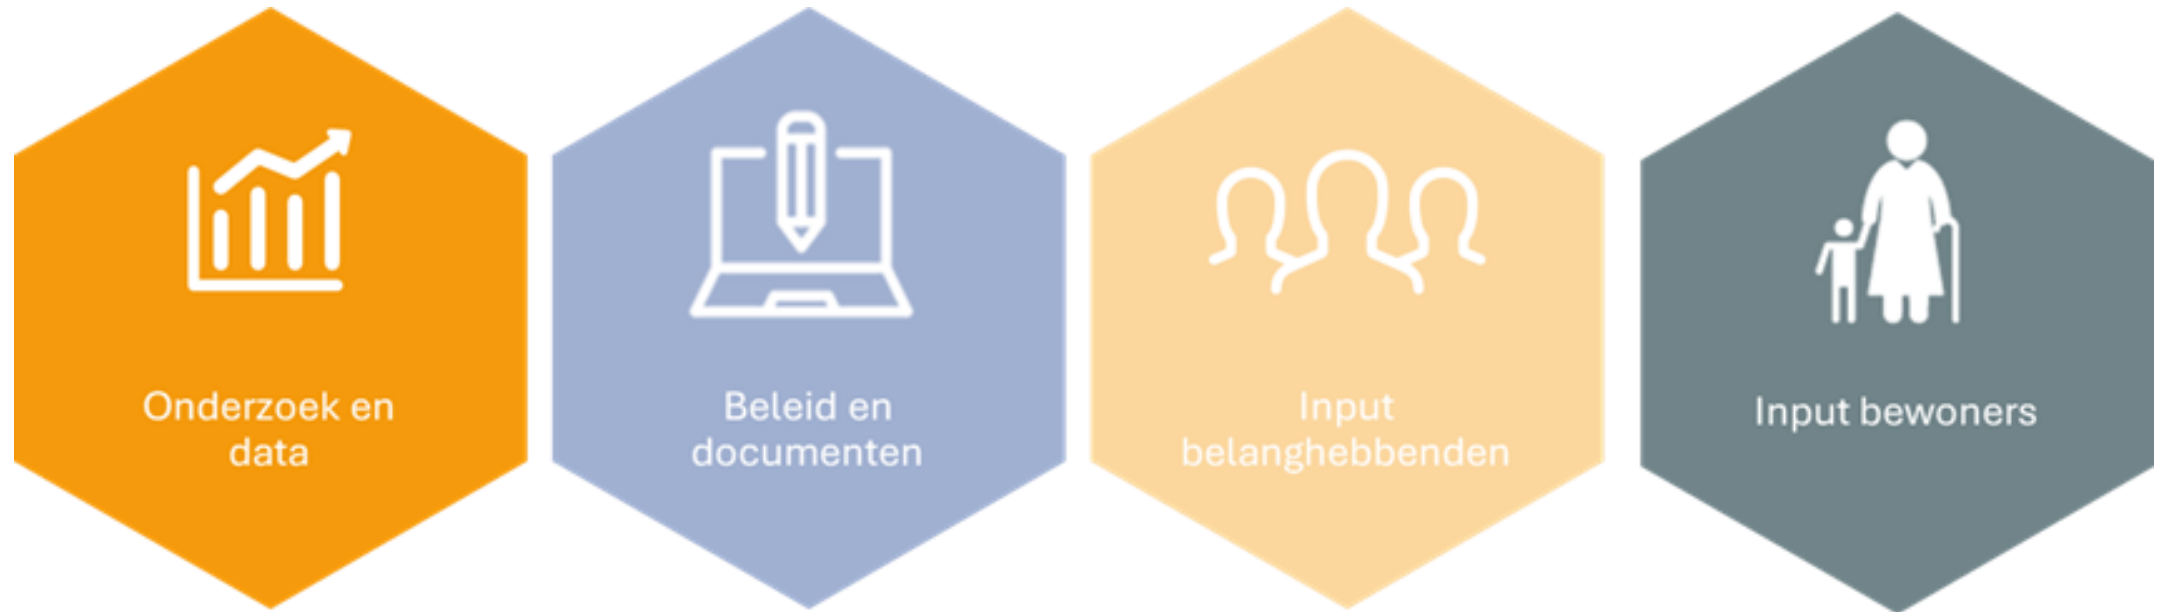 Onderzoek en
data
Beleid en
documenten
Input
belanghebbenden
Input bewoners